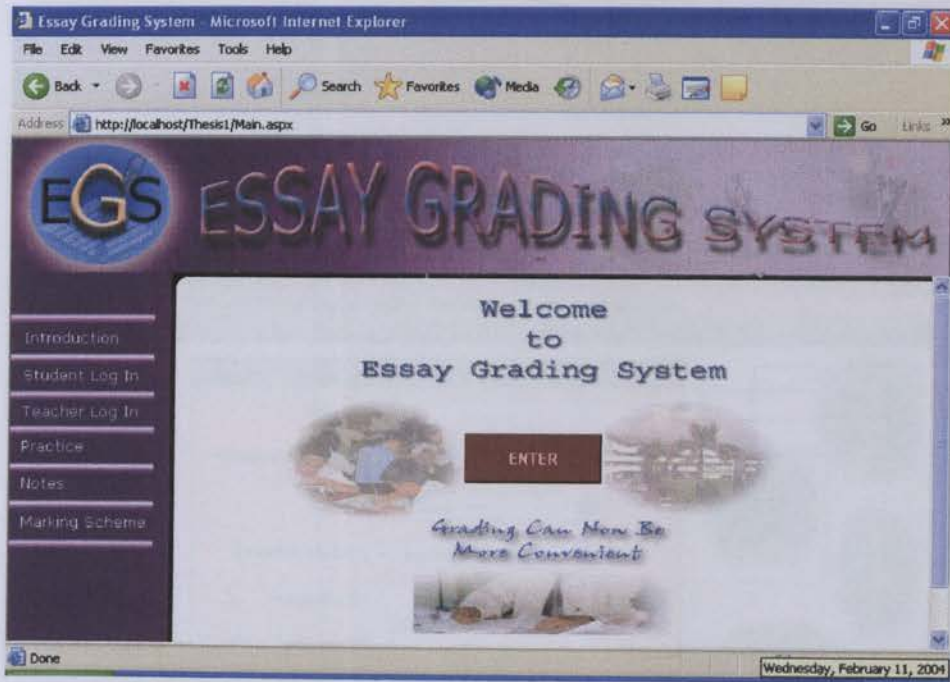 Essay Grading System - Microsoft Internet Explorer
File Edit View Favorites Tools Help
Back Search Favorites Media
Address http://localhost/Thesis1/Main.aspx Go Links »
EGS ESSAY GRADING SYSTEM
Introduction
Student Log In
Teacher Log In
Practice
Notes
Marking Scheme
Welcome
to
Essay Grading System
ENTER
Grading Can Now Be
More Convenient
Done
Wednesday, February 11, 2004